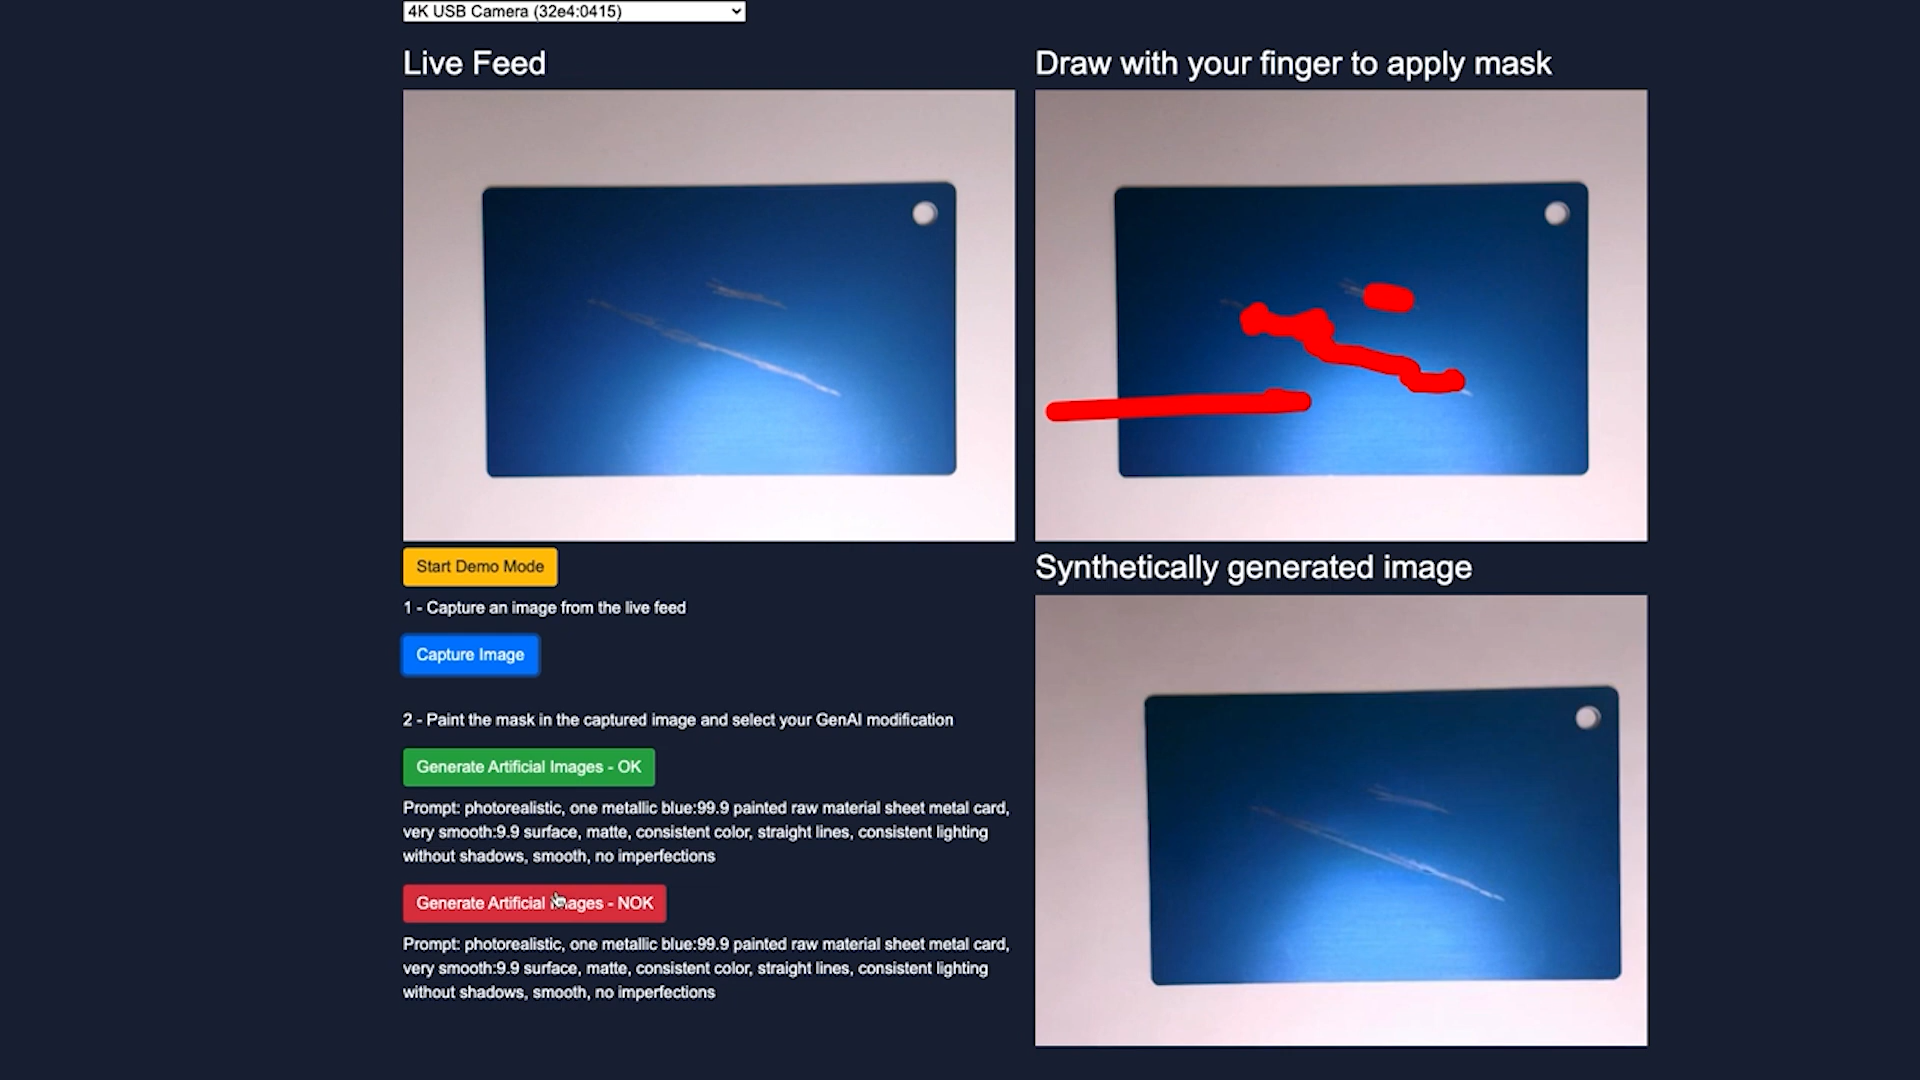 4K USB Camera (32e4:0415)
Live Feed
Draw with your finger to apply mask
Start Demo Mode
1 - Capture an image from the live feed
Capture Image
2 - Paint the mask in the captured image and select your GenAI modification
Generate Artificial Images - OK
Prompt: photorealistic, one metallic blue:99.9 painted raw material sheet metal card,
very smooth:9.9 surface, matte, consistent color, straight lines, consistent lighting
without shadows, smooth, no imperfections
Generate Artificial Images - NOK
Prompt: photorealistic, one metallic blue:99.9 painted raw material sheet metal card,
very smooth:9.9 surface, matte, consistent color, straight lines, consistent lighting
without shadows, smooth, no imperfections
Synthetically generated image